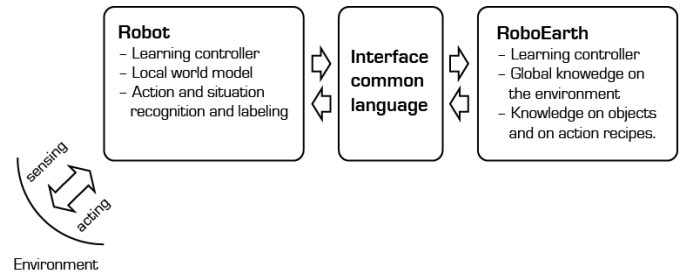 Robot
– Learning controller
– Local world model
– Action and situation
recognition and labeling
Interface
common
language
RoboEarth
– Learning controller
– Global knowedge on
the environment
– Knowledge on objects
and on action recipes.
sensing
acting
Environment